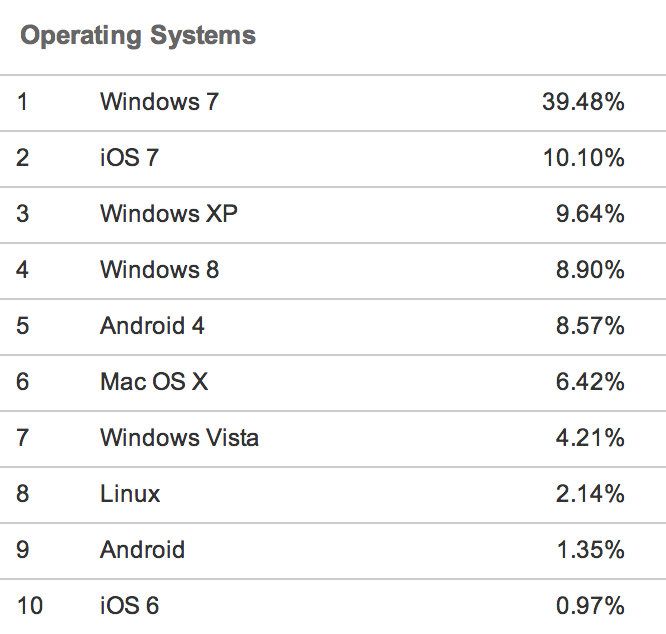 Operating Systems
1 Windows 7 39.48%
2 iOS 7 10.10%
3 Windows XP 9.64%
4 Windows 8 8.90%
5 Android 4 8.57%
6 Mac OS X 6.42%
7 Windows Vista 4.21%
8 Linux 2.14%
9 Android 1.35%
10 iOS 6 0.97%